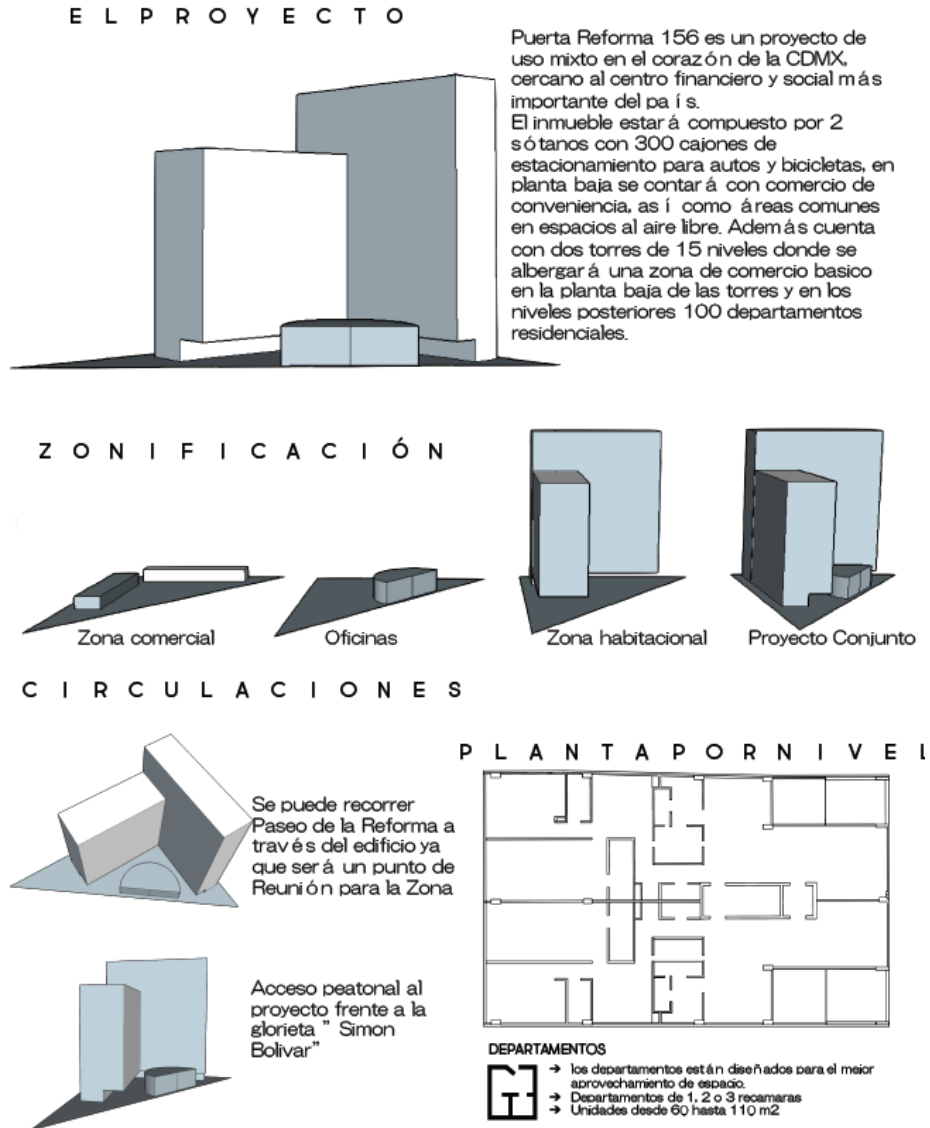 E L P R O Y E C T O
Puerta Reforma 156 es un proyecto de
uso mixto en el corazón de la CDMX,
cercano al centro financiero y social más
importante del país.
El inmueble estará compuesto por 2
sótanos con 300 cajones de
estacionamiento para autos y bicicletas, en
planta baja se contará con comercio de
conveniencia, así como áreas comunes
en espacios al aire libre. Además cuenta
con dos torres de 15 niveles donde se
albergará una zona de comercio basico
en la planta baja de las torres y en los
niveles posteriores 100 departamentos
residenciales.
Z O N I F I C A C I Ó N
Zona comercial
Oficinas
Zona habitacional
Proyecto Conjunto
C I R C U L A C I O N E S
Se puede recorrer
Paseo de la Reforma a
través del edificio ya
que será un punto de
Reunión para la Zona
Acceso peatonal al
proyecto frente a la
glorieta " Simon
Bolivar"
P L A N T A P O R N I V E L
DEPARTAMENTOS
→ los departamentos están diseñados para el mejor
aprovechamiento de espacio.
→ Departamentos de 1, 2 o 3 recamaras
→ Unidades desde 60 hasta 110 m2